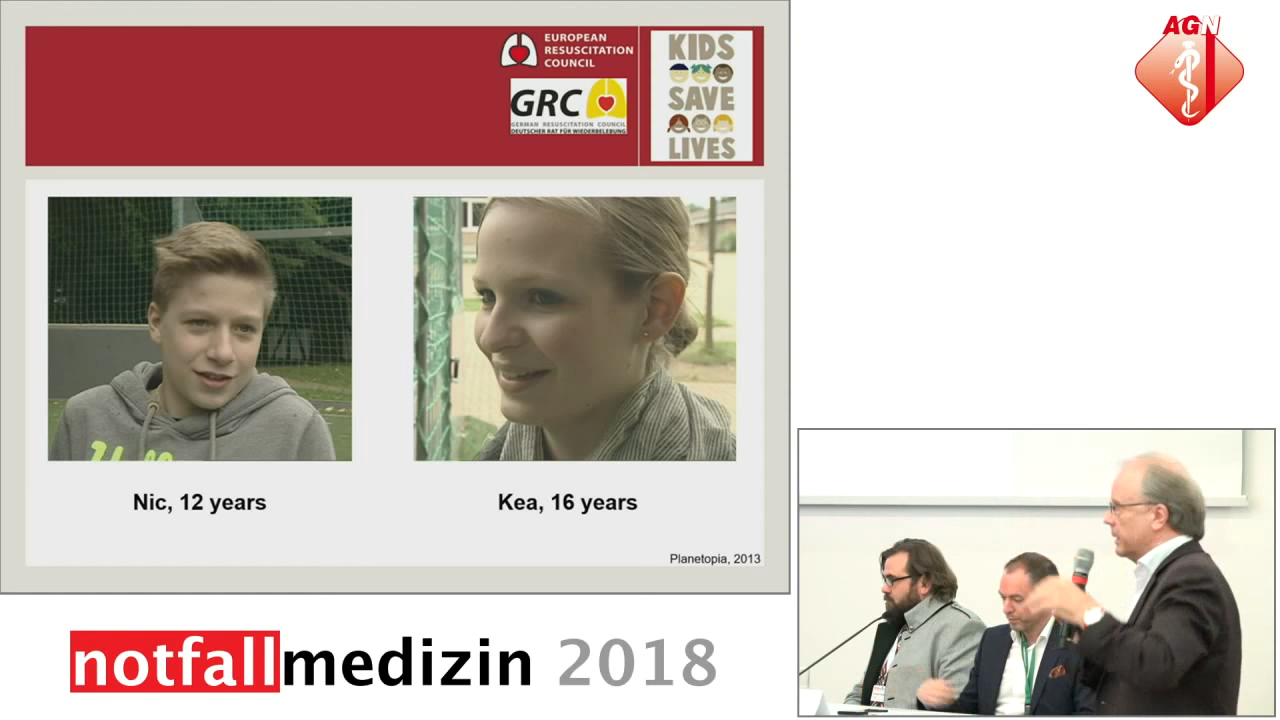 EUROPEAN
RESUSCITATION
COUNCIL
GRC
GERMAN RESUSCITATION COUNCIL
DEUTSCHER RAT FÜR WIEDERBELEBUNG
KIDS
SAVE
LIVES
AGN
Nic, 12 years
Kea, 16 years
Planetopia, 2013
notfallmedizin 2018